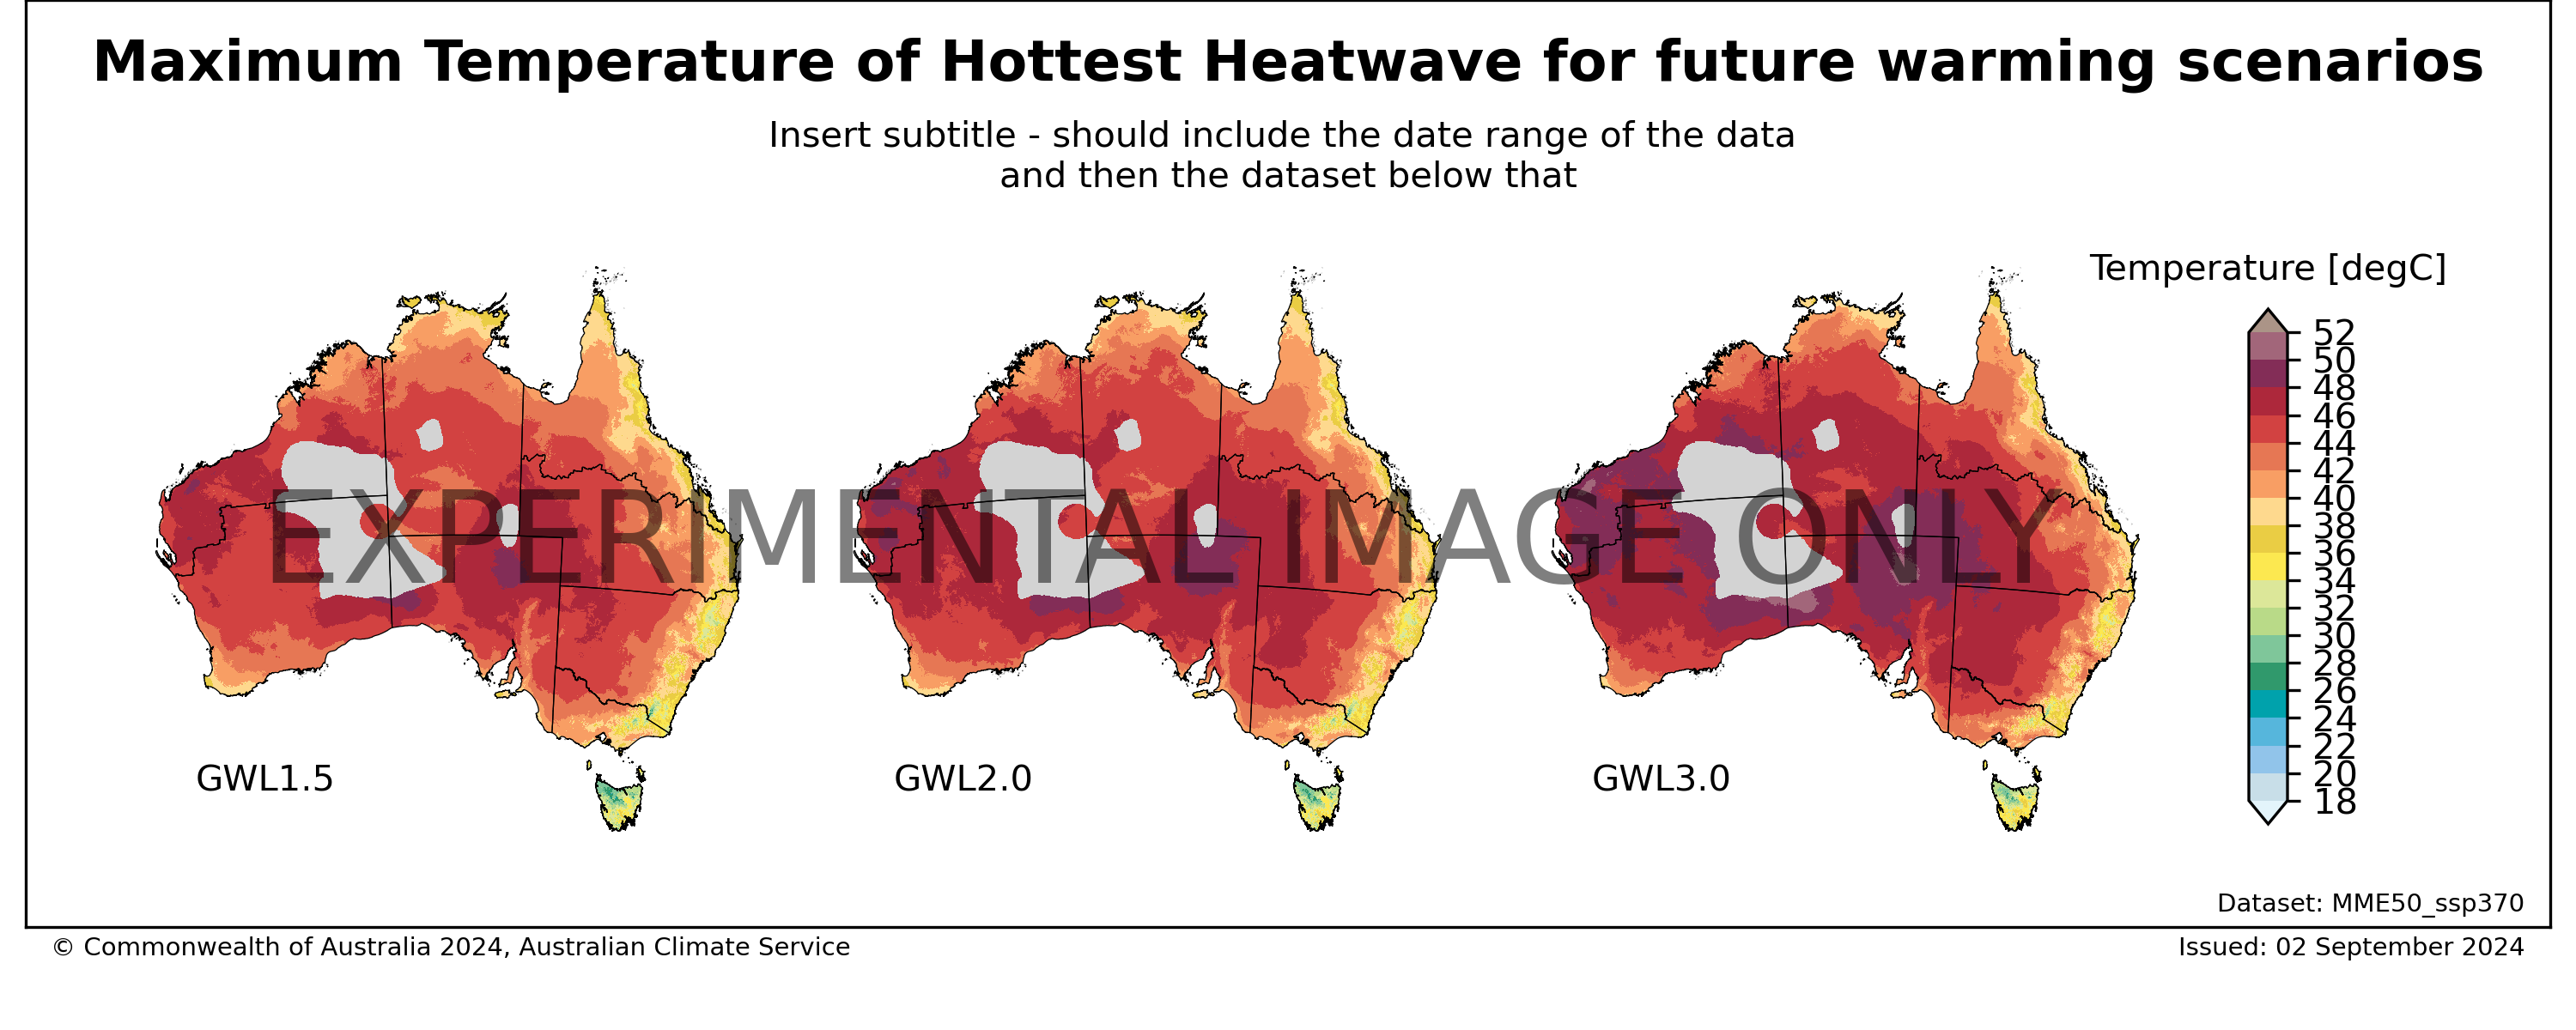 Maximum Temperature of Hottest Heatwave for future warming scenarios
Insert subtitle - should include the date range of the data
and then the dataset below that
Temperature [degC]
52
50
48
46
44
42
40
38
36
34
32
30
28
26
24
22
20
18
EXPERIMENTAL IMAGE ONLY
GWL1.5
GWL2.0
GWL3.0
Dataset: MME50_ssp370
© Commonwealth of Australia 2024, Australian Climate Service
Issued: 02 September 2024